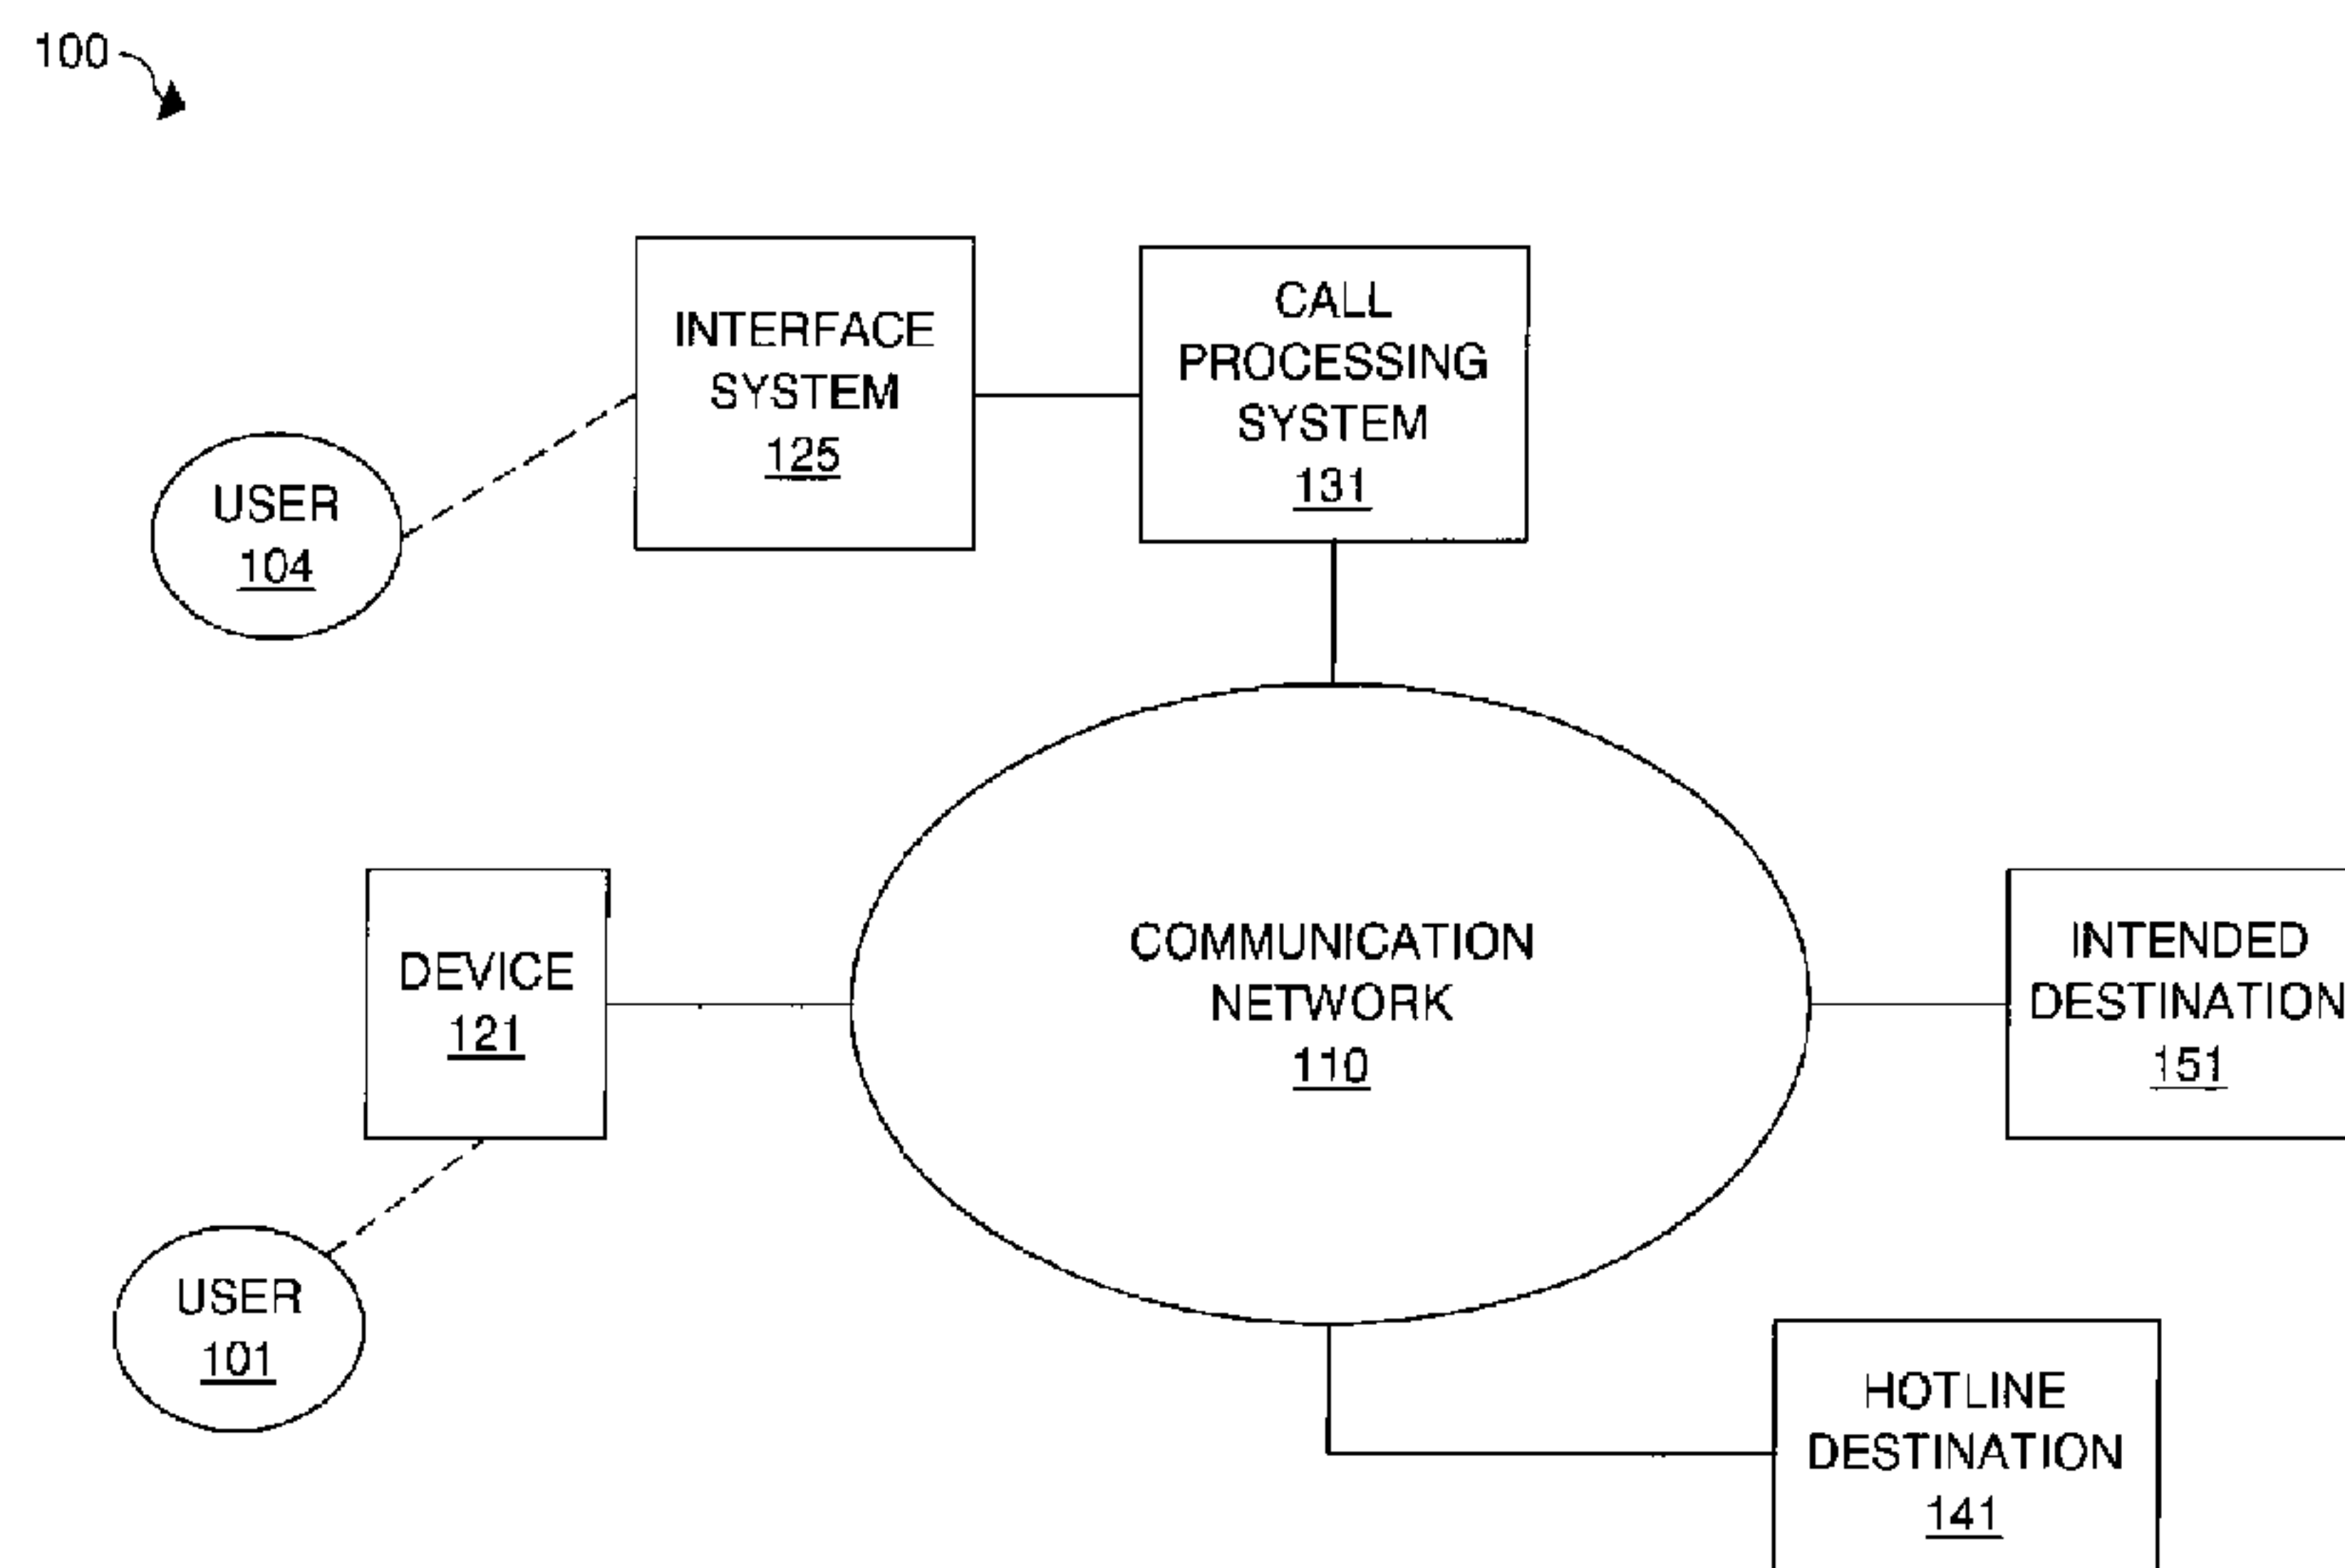 100
INTERFACE
SYSTEM
125
CALL
PROCESSING
SYSTEM
131
USER
104
COMMUNICATION
NETWORK
110
DEVICE
121
INTENDED
DESTINATION
151
USER
101
HOTLINE
DESTINATION
141